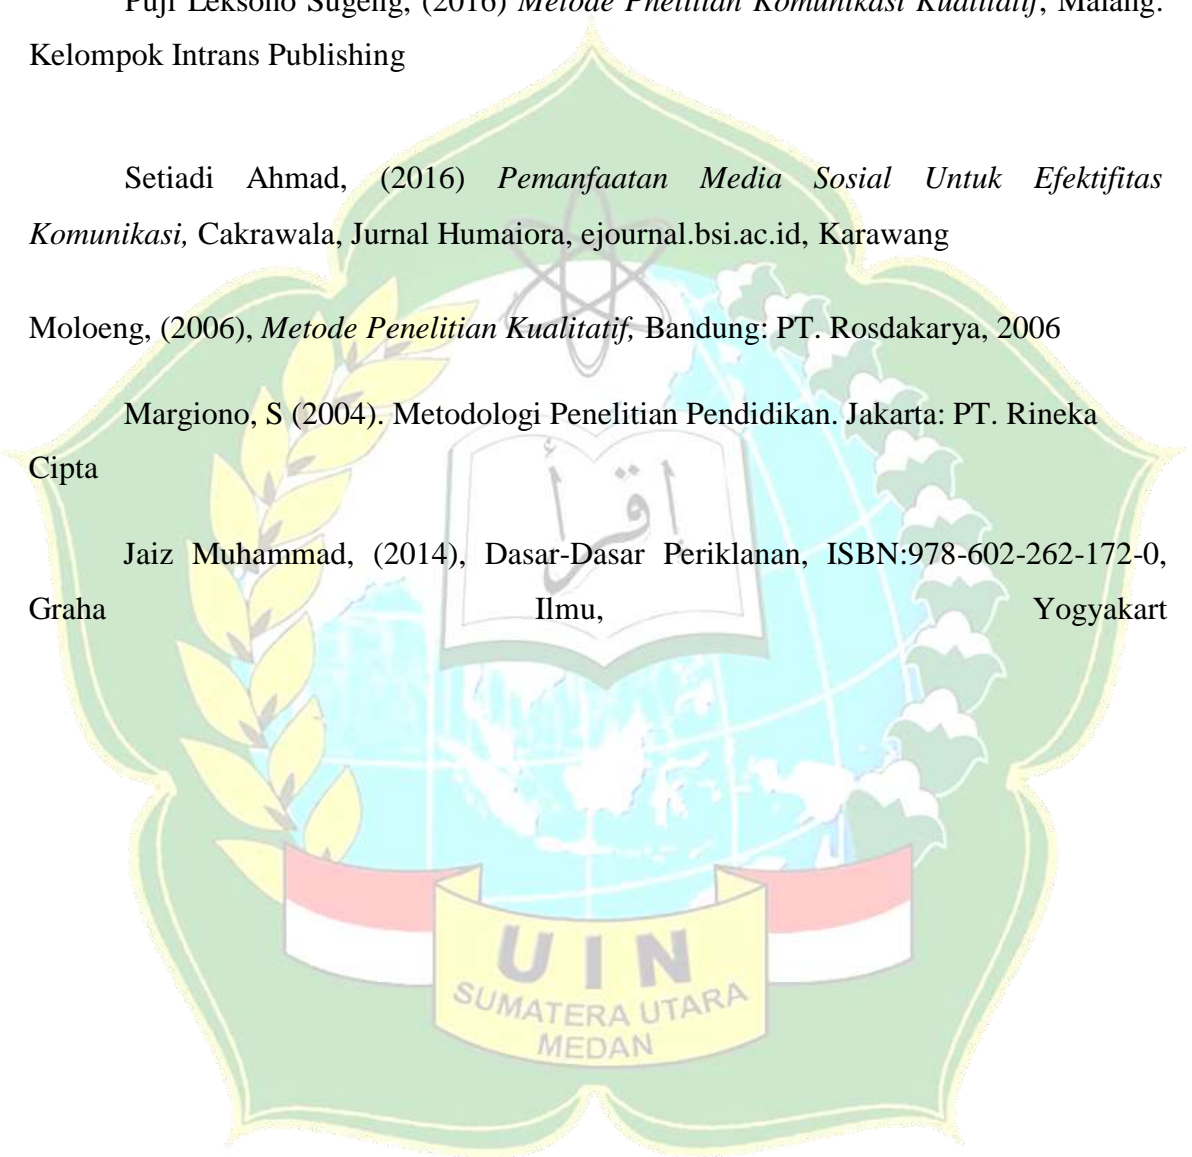 Puji Leksono Sugeng, (2016) Metode Pnelitian Komunikasi Kualitatif, Malang:
Kelompok Intrans Publishing
Setiadi Ahmad, (2016) Pemanfaatan Media Sosial Untuk Efektifitas
Komunikasi, Cakrawala, Jurnal Humaiora, ejournal.bsi.ac.id, Karawang
Moloeng, (2006), Metode Penelitian Kualitatif, Bandung: PT. Rosdakarya, 2006
Margiono, S (2004). Metodologi Penelitian Pendidikan. Jakarta: PT. Rineka
Cipta
اقرأ
Jaiz Muhammad, (2014), Dasar-Dasar Periklanan, ISBN:978-602-262-172-0,
Graha Ilmu, Yogyakart
UIN
SUMATERA UTARA
MEDAN